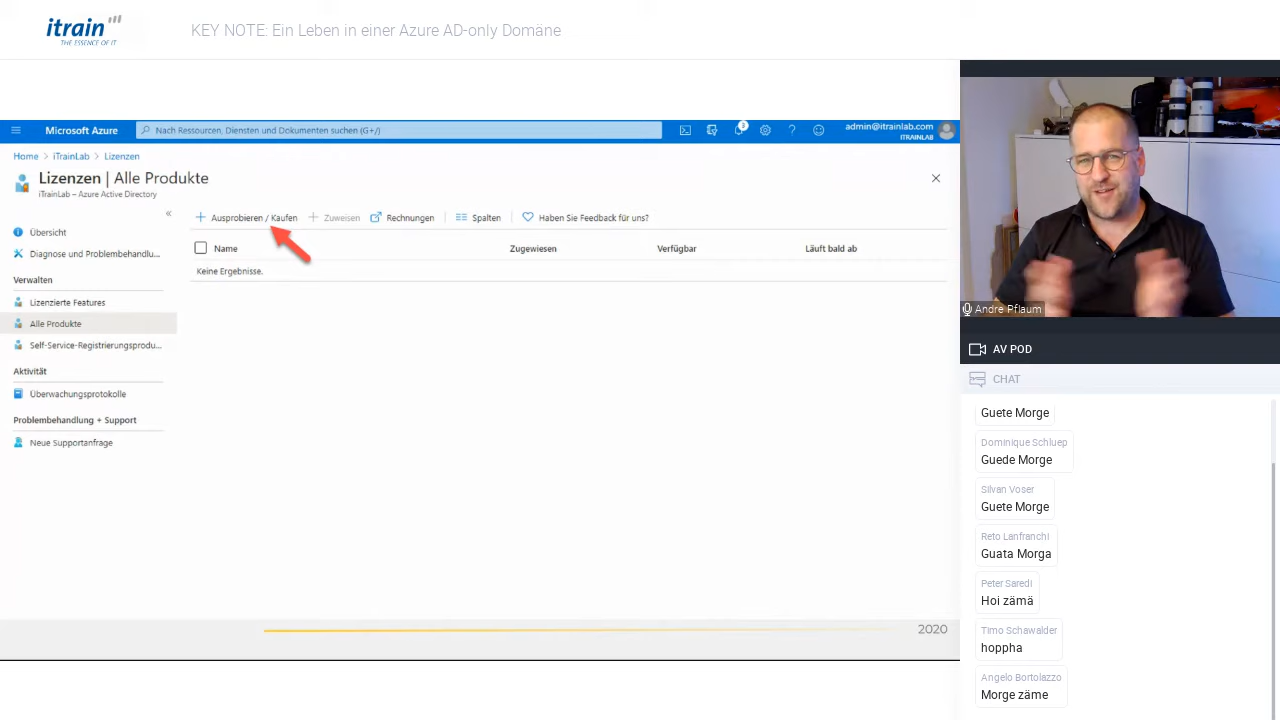 itrain
THE ESSENCE OF IT
KEY NOTE: Ein Leben in einer Azure AD-only Domäne
Microsoft Azure
Nach Ressourcen, Diensten und Dokumenten suchen (G+/)
3
admin@itrainlab.com
ITRAINLAB
Home > iTrainLab > Lizenzen
Lizenzen | Alle Produkte
iTrainLab – Azure Active Directory
«
Übersicht
Diagnose und Problembehandlu...
Verwalten
Lizenzierte Features
Alle Produkte
Self-Service-Registrierungsprodu...
Aktivität
Überwachungsprotokolle
Problembehandlung + Support
Neue Supportanfrage
+ Ausprobieren / Kaufen + Zuweisen Rechnungen Spalten Haben Sie Feedback für uns?
Name Zugewiesen Verfügbar Läuft bald ab
Keine Ergebnisse.
2020
Andre Pflaum
AV POD
CHAT
Guete Morge
Dominique Schluep
Guede Morge
Silvan Voser
Guete Morge
Reto Lanfranchi
Guata Morga
Peter Saredi
Hoi zämä
Timo Schawalder
hoppha
Angelo Bortolazzo
Morge zäme